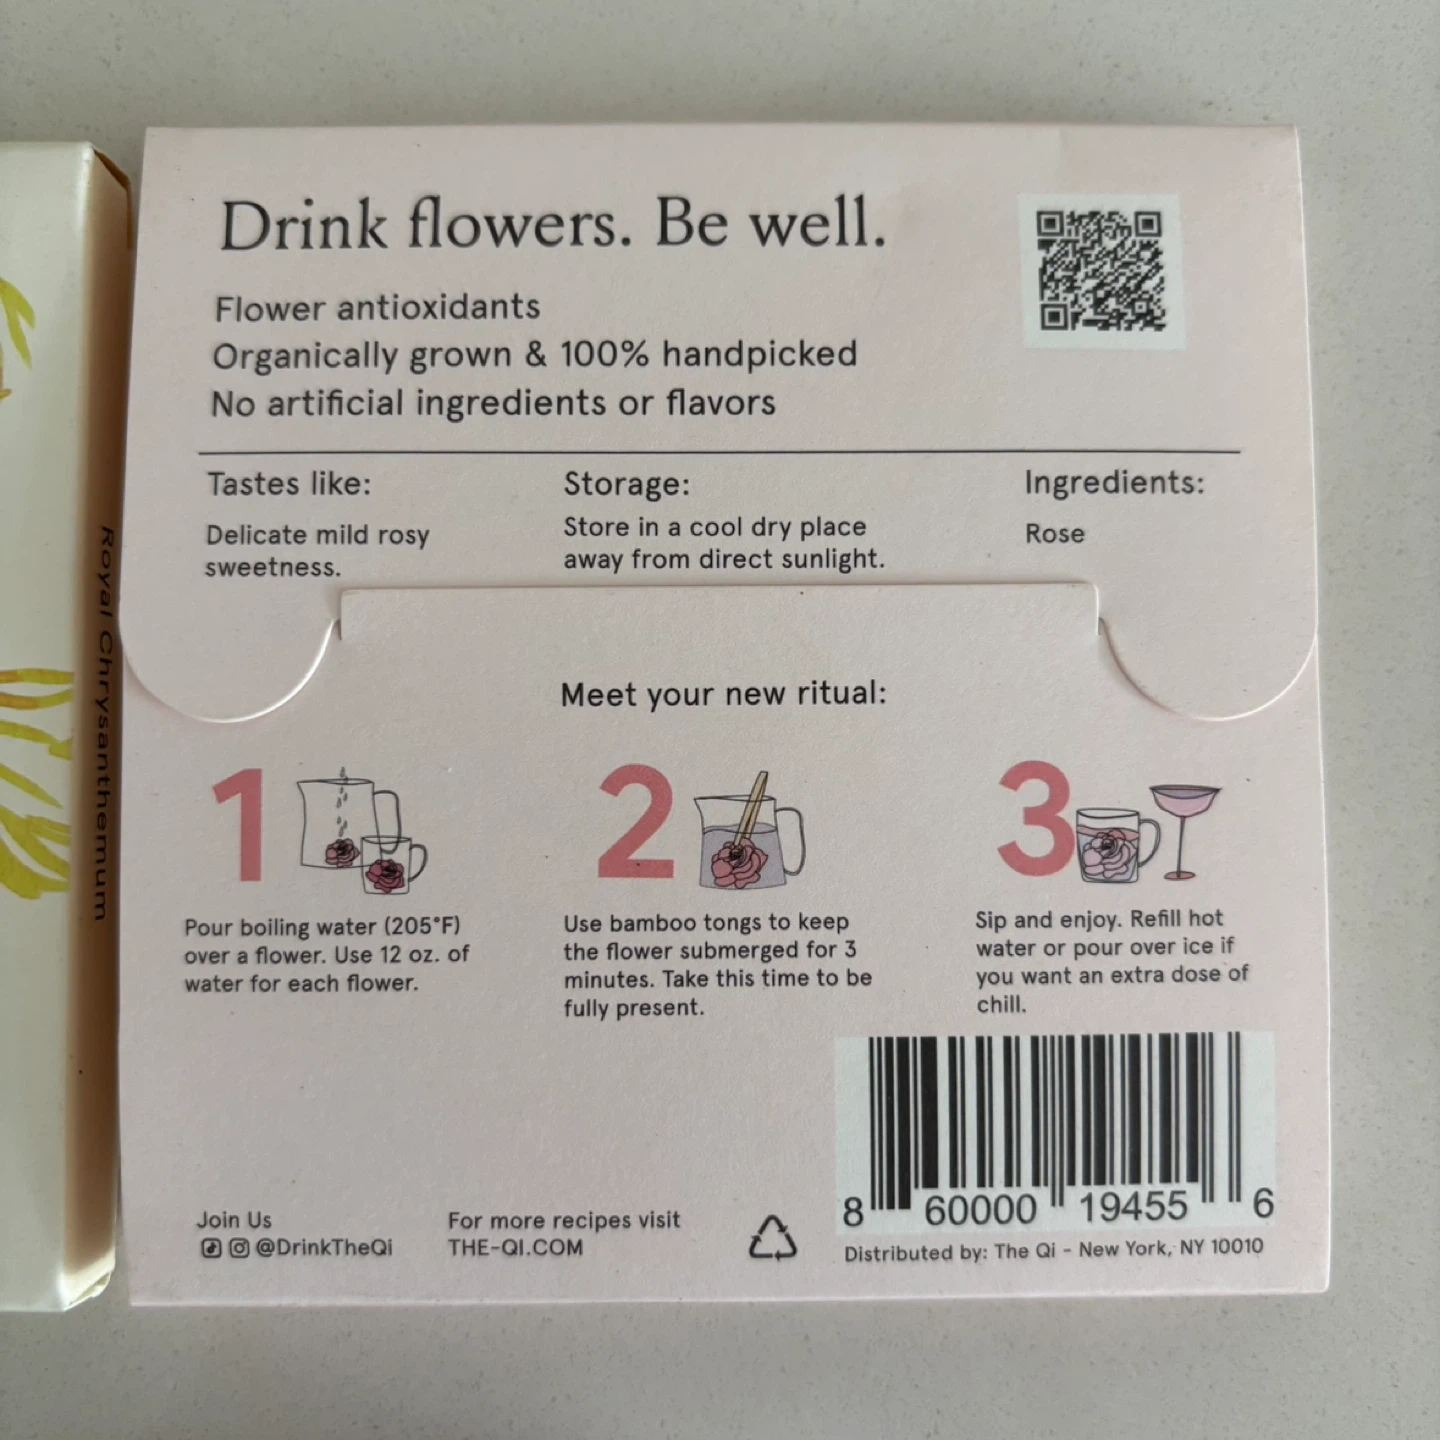 Drink flowers. Be well.
Flower antioxidants
Organically grown & 100% handpicked
No artificial ingredients or flavors
Tastes like:
Delicate mild rosy
sweetness.
Storage:
Store in a cool dry place
away from direct sunlight.
Ingredients:
Rose
Royal Chrysanthemum
Meet your new ritual:
1
Pour boiling water (205°F)
over a flower. Use 12 oz. of
water for each flower.
2
Use bamboo tongs to keep
the flower submerged for 3
minutes. Take this time to be
fully present.
3
Sip and enjoy. Refill hot
water or pour over ice if
you want an extra dose of
chill.
Join Us
@DrinkTheQi
For more recipes visit
THE-QI.COM
8 60000 19455 6
Distributed by: The Qi - New York, NY 10010